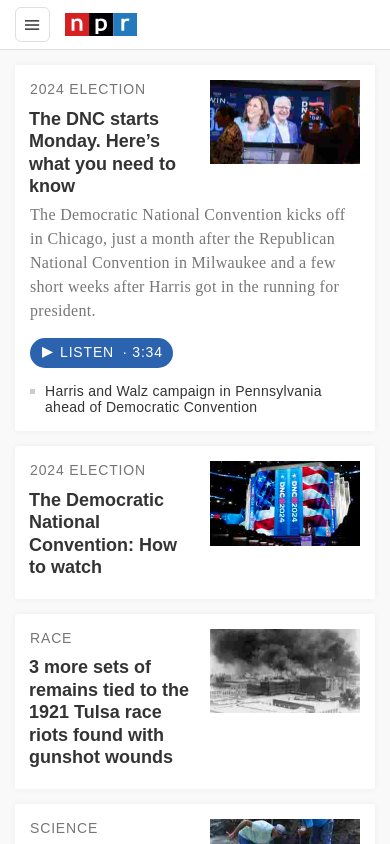 npr
2024 ELECTION
The DNC starts
Monday. Here's
what you need to
know
The Democratic National Convention kicks off
in Chicago, just a month after the Republican
National Convention in Milwaukee and a few
short weeks after Harris got in the running for
president.
LISTEN · 3:34
Harris and Walz campaign in Pennsylvania
ahead of Democratic Convention
2024 ELECTION
The Democratic
National
Convention: How
to watch
DNC 2024
DNC 2024
RACE
3 more sets of
remains tied to the
1921 Tulsa race
riots found with
gunshot wounds
SCIENCE